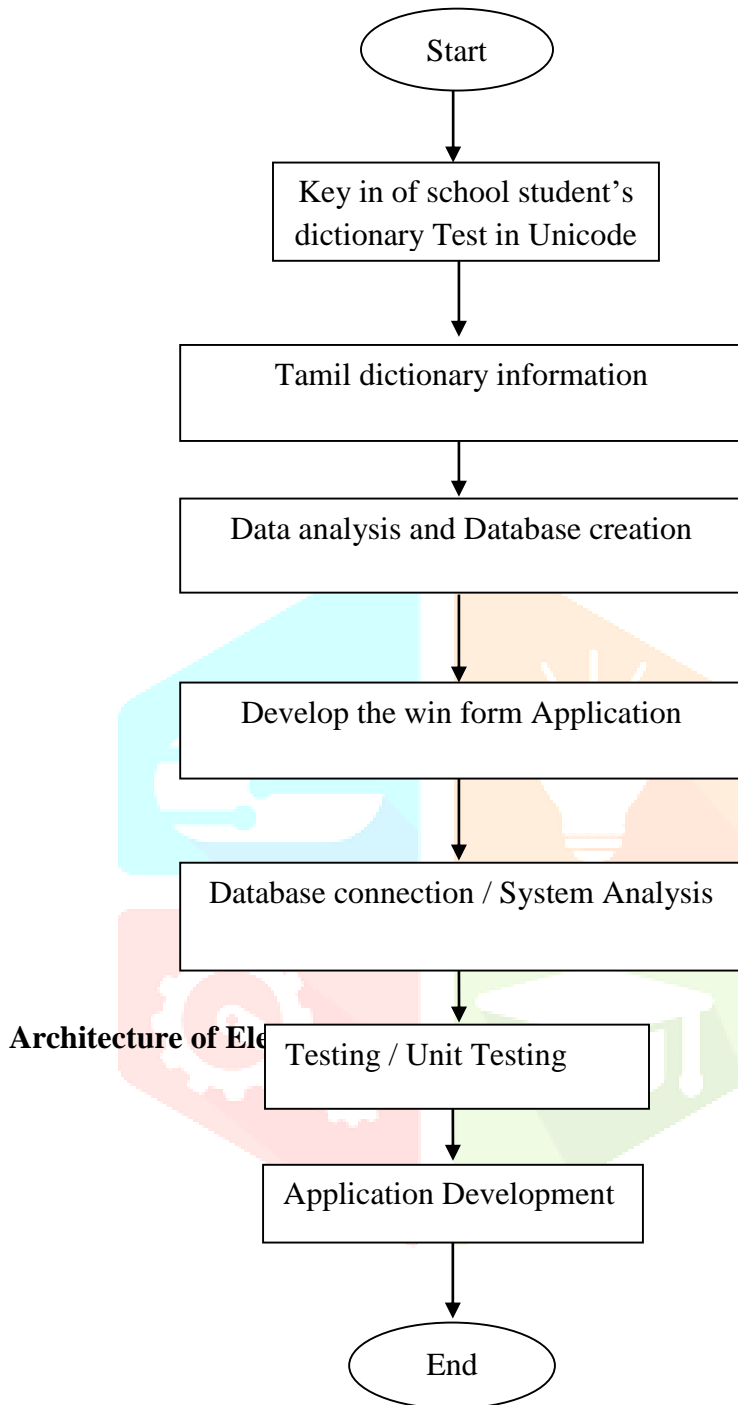 Start
Key in of school student’s
dictionary Test in Unicode
Tamil dictionary information
Data analysis and Database creation
Develop the win form Application
Database connection / System Analysis
Architecture of
Testing / Unit Testing
Application Development
End